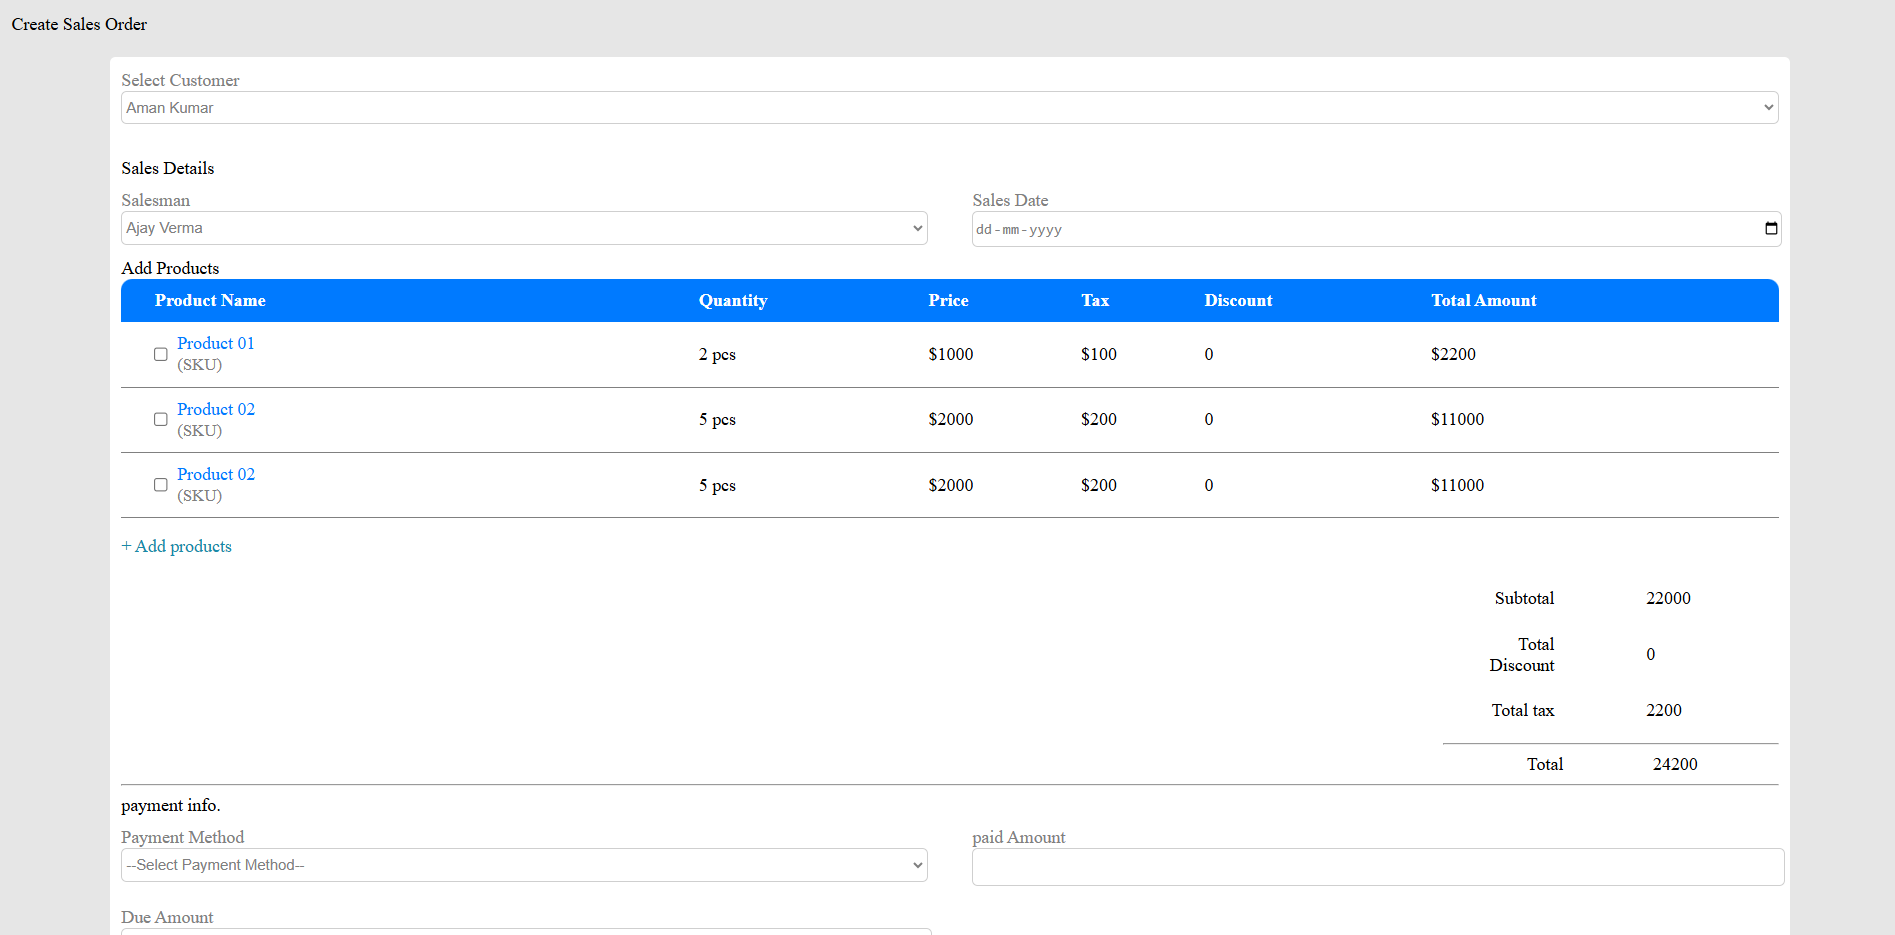 Create Sales Order
Select Customer
Aman Kumar
Sales Details
Salesman Sales Date
Ajay Verma dd-mm-yyyy
Add Products
Product Name Quantity Price Tax Discount Total Amount
Product 01
(SKU) 2 pcs $1000 $100 0 $2200
Product 02
(SKU) 5 pcs $2000 $200 0 $11000
Product 02
(SKU) 5 pcs $2000 $200 0 $11000
+ Add products
Subtotal 22000
Total
Discount 0
Total tax 2200
Total 24200
payment info.
Payment Method paid Amount
--Select Payment Method--
Due Amount